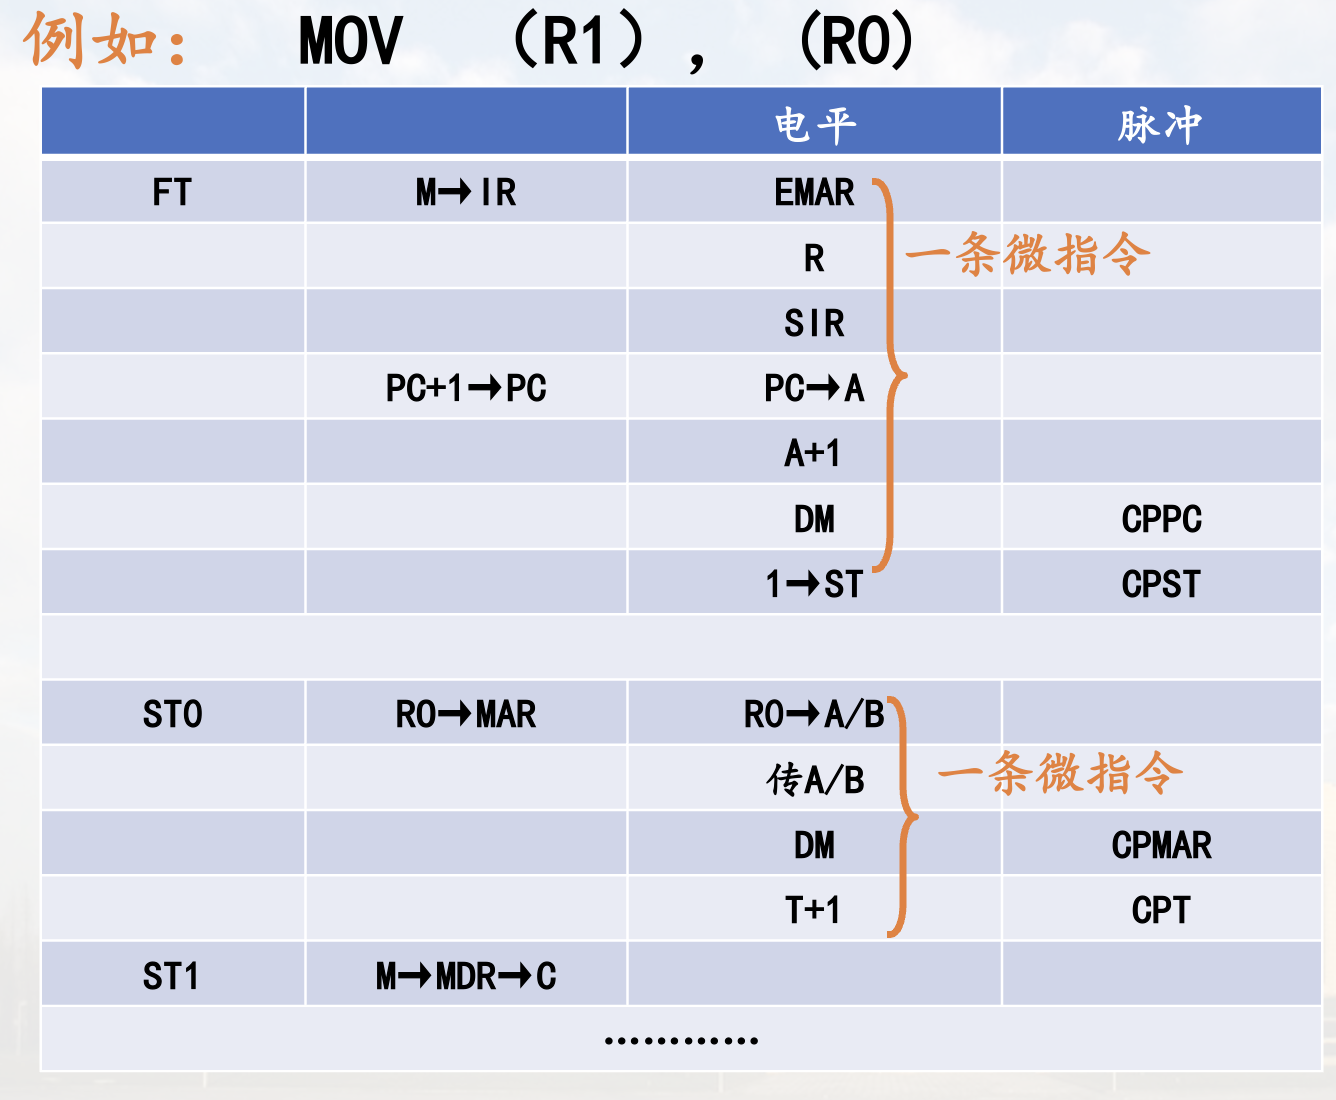 例如： MOV （R1）， (R0)
电平 脉冲
FT M→IR EMAR
R 一条微指令
SIR
PC+1→PC PC→A
A+1
DM CPPC
1→ST CPST
ST0 R0→MAR R0→A/B
传A/B 一条微指令
DM CPMAR
T+1 CPT
ST1 M→MDR→C
…………